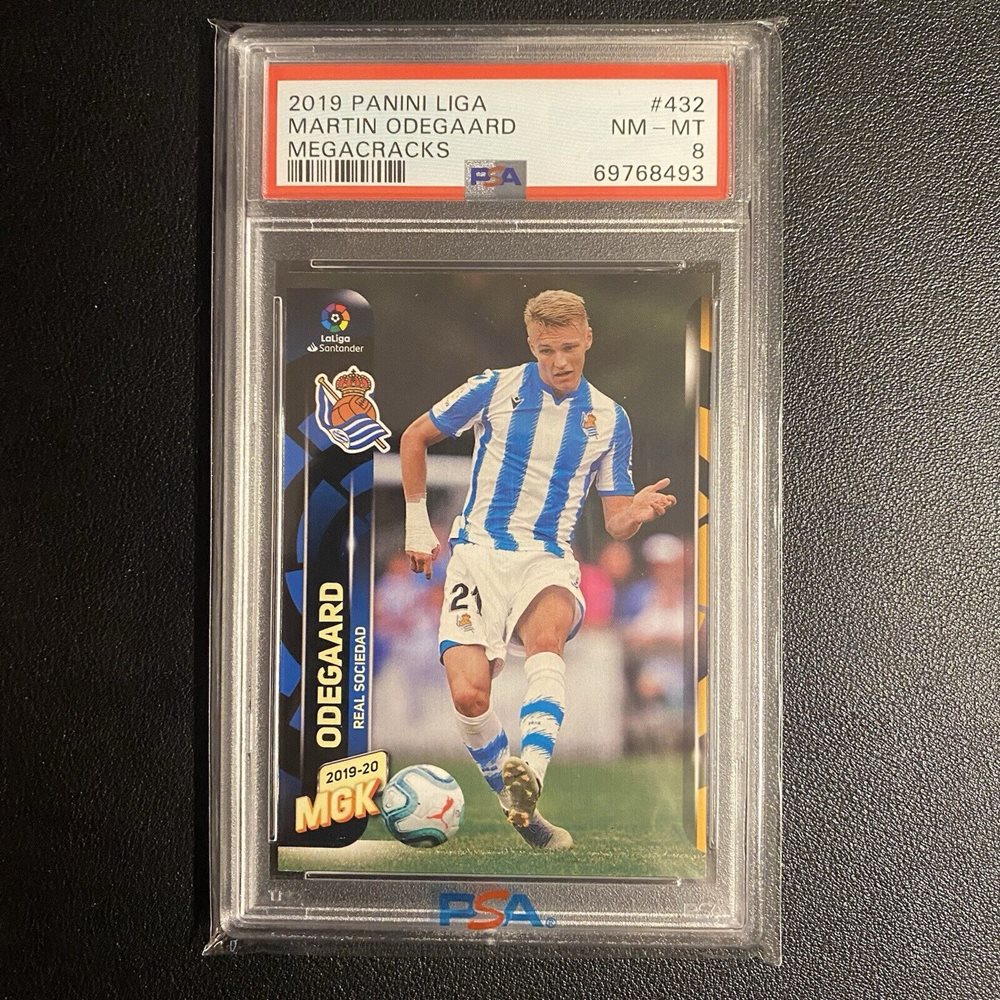 2019 PANINI LIGA #432
MARTIN ODEGAARD NM – MT
MEGACRACKS 8
PSA 69768493
LaLiga
Santander
ODEGAARD
REAL SOCIEDAD
21
2019-20
MGK
PSA®